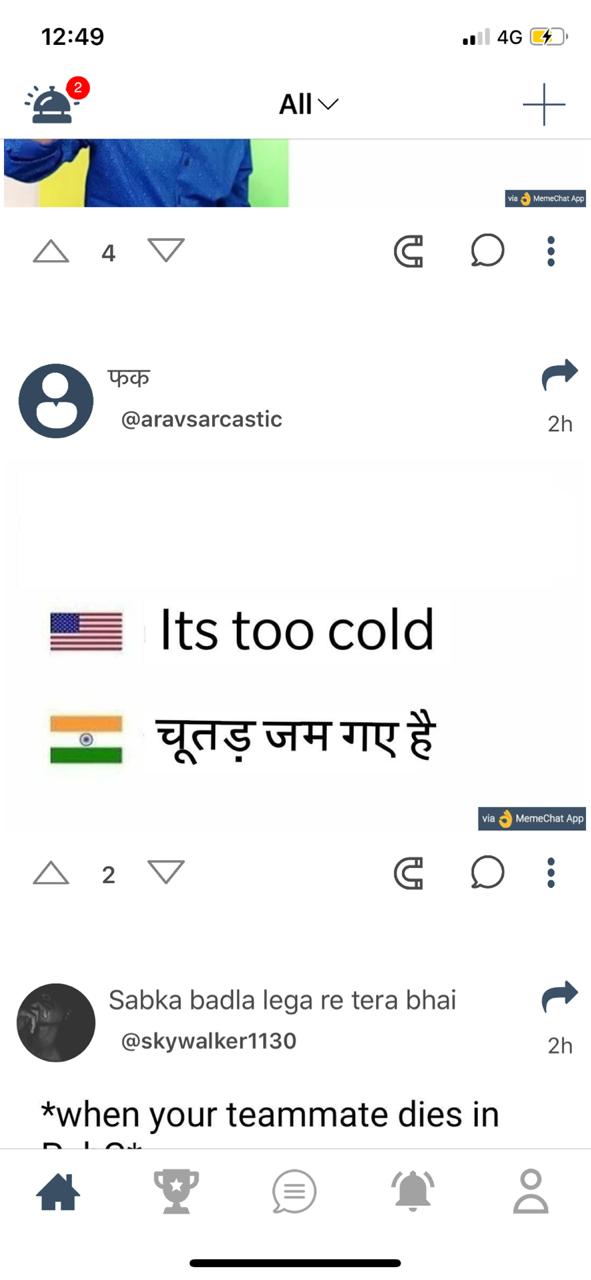 12:49
4G
2
All
via MemeChat App
4
फक
@aravsarcastic
2h
Its too cold
चूतड़ जम गए है
via MemeChat App
2
Sabka badla lega re tera bhai
@skywalker1130
2h
*when your teammate dies in